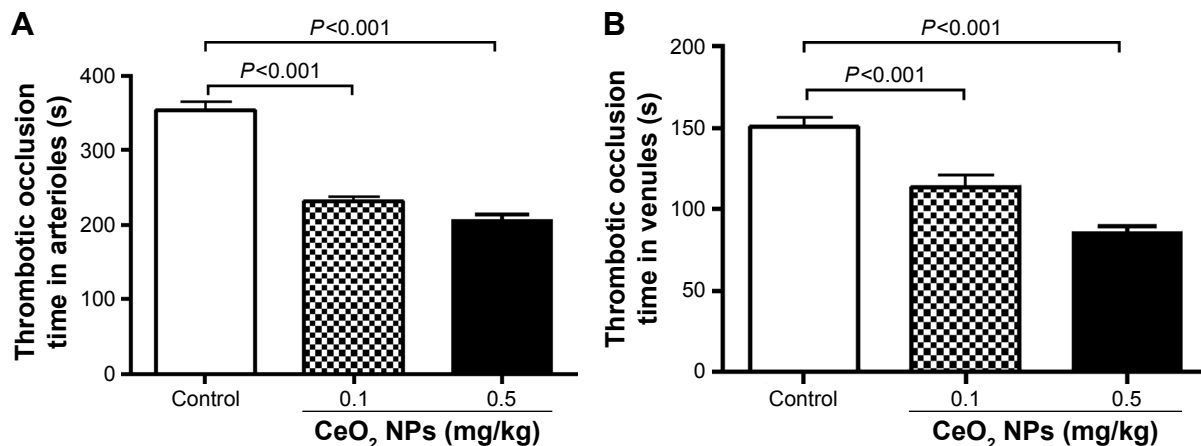 A
P<0.001
P<0.001
Thrombotic occlusion
time in arterioles (s)
400
300
200
100
0
Control
0.1
0.5
CeO₂ NPs (mg/kg)
B
P<0.001
P<0.001
Thrombotic occlusion
time in venules (s)
200
150
100
50
0
Control
0.1
0.5
CeO₂ NPs (mg/kg)